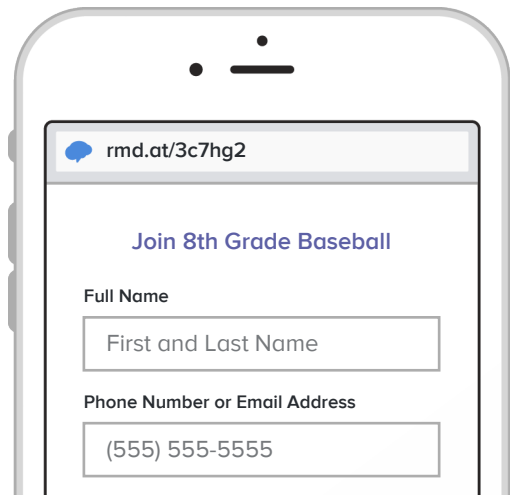 rmd.at/3c7hg2
Join 8th Grade Baseball
Full Name
First and Last Name
Phone Number or Email Address
(555) 555-5555